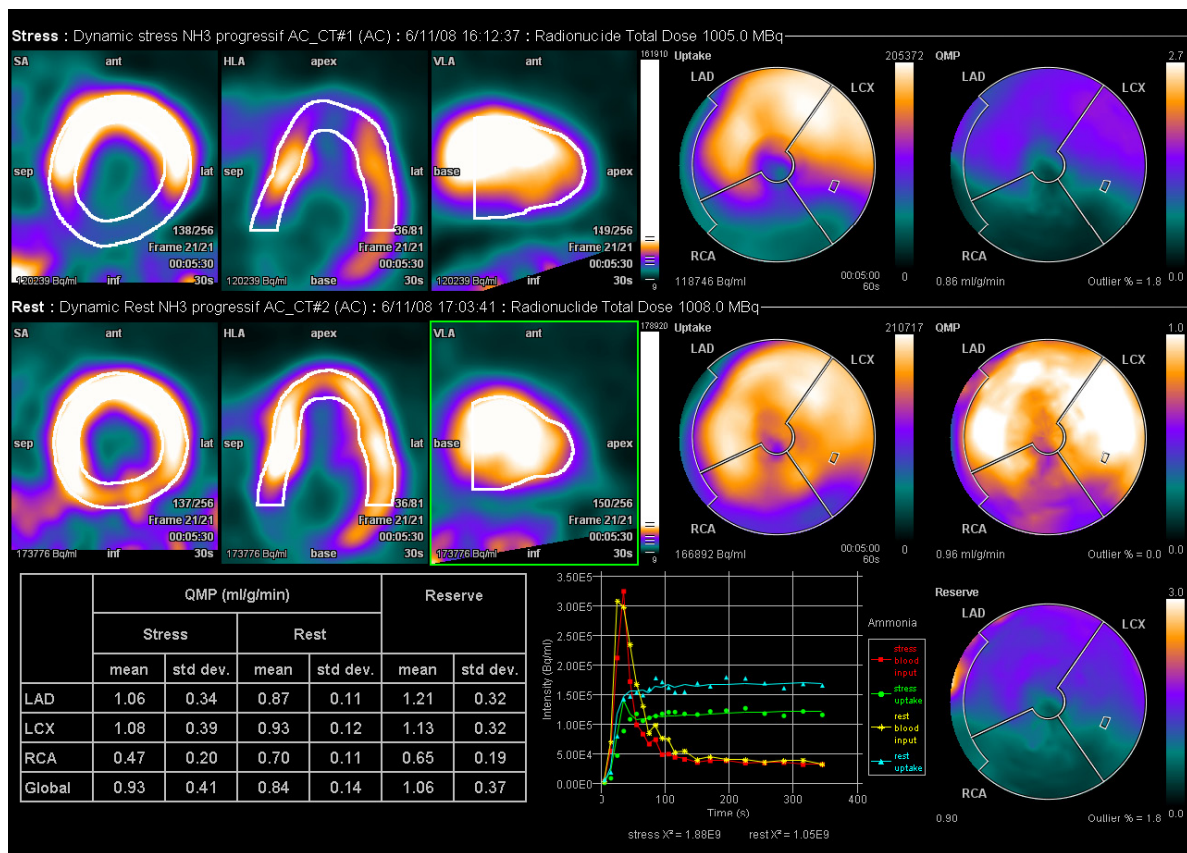 Stress : Dynamic stress NH3 progressif AC_CT#1 (AC) : 6/11/08 16:12:37 : Radionucide Total Dose 1005.0 MBq
SA ant sep lat inf
138/256
Frame 21/21
00:05:30
120239 Bq/ml 30s
HLA apex sep lat base
36/81
Frame 21/21
00:05:30
120239 Bq/ml 30s
VLA ant base apex
149/256
Frame 21/21
00:05:30
120239 Bq/ml inf 30s
161910
9
Uptake
LAD
LCX
RCA
205372
0
118746 Bq/ml
00:05:00
60s
QMP
LAD
LCX
RCA
2.7
0.0
0.86 ml/g/min Outlier % = 1.8
Rest : Dynamic Rest NH3 progressif AC_CT#2 (AC) : 6/11/08 17:03:41 : Radionuclide Total Dose 1008.0 MBq
SA ant sep lat inf
137/256
Frame 21/21
00:05:30
173776 Bq/ml 30s
HLA apex sep lat base
36/81
Frame 21/21
00:05:30
173776 Bq/ml 30s
VLA ant base apex
150/256
Frame 21/21
00:05:30
173776 Bq/ml inf 30s
178920
9
Uptake
LAD
LCX
RCA
210717
0
166892 Bq/ml
00:05:00
60s
QMP
LAD
LCX
RCA
1.0
0.0
0.96 ml/g/min Outlier % = 0.0
QMP (ml/g/min) Reserve
Stress Rest
mean std dev. mean std dev. mean std dev.
LAD 1.06 0.34 0.87 0.11 1.21 0.32
LCX 1.08 0.39 0.93 0.12 1.13 0.32
RCA 0.47 0.20 0.70 0.11 0.65 0.19
Global 0.93 0.41 0.84 0.14 1.06 0.37
Intensity (Bq/ml)
3.50E5
3.00E5
2.50E5
2.00E5
1.50E5
1.00E5
5.00E4
0.00E0
0 100 200 300 400
Time (s)
stress X² = 1.88E9 rest X² = 1.05E9
Ammonia
stress
blood
input
stress
uptake
rest
blood
input
rest
uptake
Reserve
LAD
LCX
RCA
3.0
0.0
0.90 Outlier % = 1.8